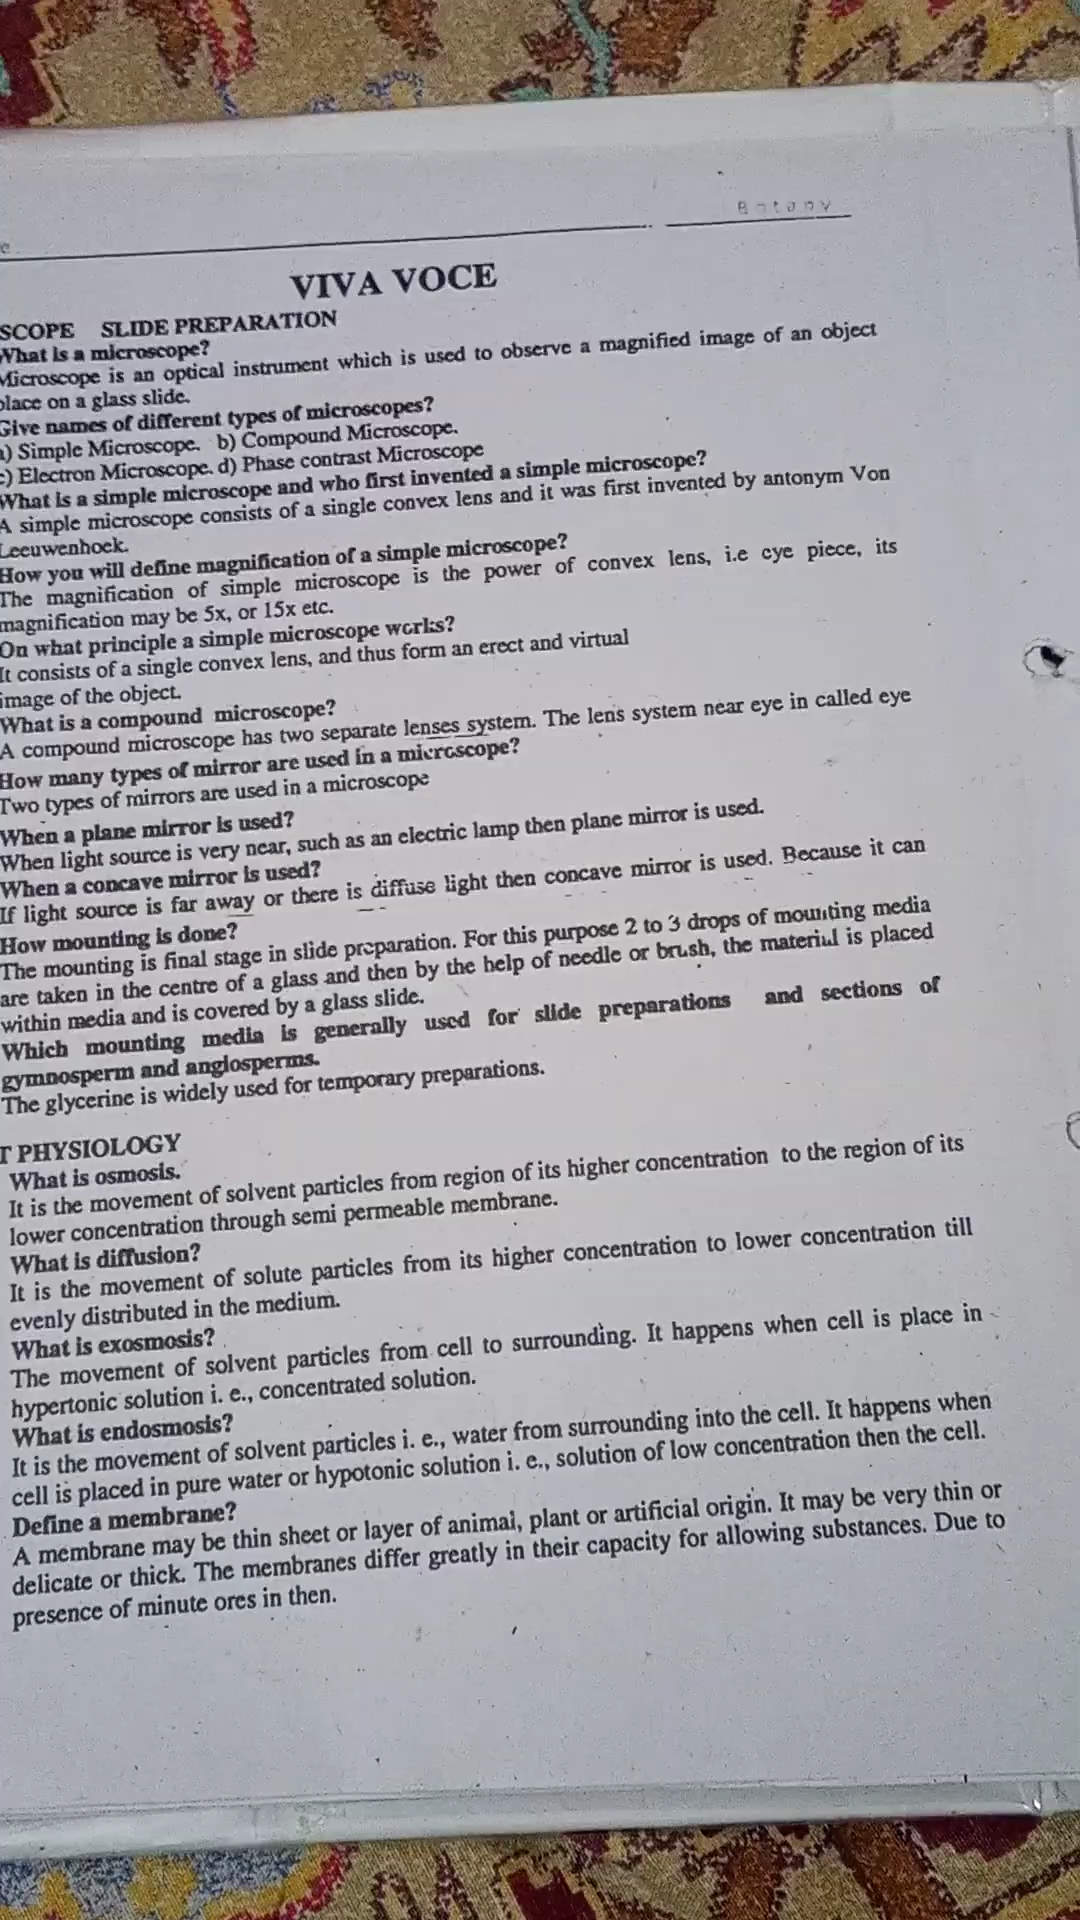 Botany
VIVA VOCE
SCOPE SLIDE PREPARATION
What is a microscope?
Microscope is an optical instrument which is used to observe a magnified image of an object
place on a glass slide.
Give names of different types of microscopes?
a) Simple Microscope. b) Compound Microscope.
c) Electron Microscope. d) Phase contrast Microscope
What is a simple microscope and who first invented a simple microscope?
A simple microscope consists of a single convex lens and it was first invented by antonym Von
Leeuwenhoek.
How you will define magnification of a simple microscope?
The magnification of simple microscope is the power of convex lens, i.e eye piece, its
magnification may be 5x, or 15x etc.
On what principle a simple microscope works?
It consists of a single convex lens, and thus form an erect and virtual
image of the object.
What is a compound microscope?
A compound microscope has two separate lenses system. The lens system near eye in called eye
How many types of mirror are used in a microscope?
Two types of mirrors are used in a microscope
When a plane mirror is used?
When light source is very near, such as an electric lamp then plane mirror is used.
When a concave mirror is used?
If light source is far away or there is diffuse light then concave mirror is used. Because it can
How mounting is done?
The mounting is final stage in slide preparation. For this purpose 2 to 3 drops of mounting media
are taken in the centre of a glass and then by the help of needle or brush, the material is placed
within media and is covered by a glass slide.
Which mounting media is generally used for slide preparations and sections of
gymnosperm and angiosperms.
The glycerine is widely used for temporary preparations.
T PHYSIOLOGY
What is osmosis.
It is the movement of solvent particles from region of its higher concentration to the region of its
lower concentration through semi permeable membrane.
What is diffusion?
It is the movement of solute particles from its higher concentration to lower concentration till
evenly distributed in the medium.
What is exosmosis?
The movement of solvent particles from cell to surrounding. It happens when cell is place in
hypertonic solution i. e., concentrated solution.
What is endosmosis?
It is the movement of solvent particles i. e., water from surrounding into the cell. It happens when
cell is placed in pure water or hypotonic solution i. e., solution of low concentration then the cell.
Define a membrane?
A membrane may be thin sheet or layer of animal, plant or artificial origin. It may be very thin or
delicate or thick. The membranes differ greatly in their capacity for allowing substances. Due to
presence of minute ores in then.